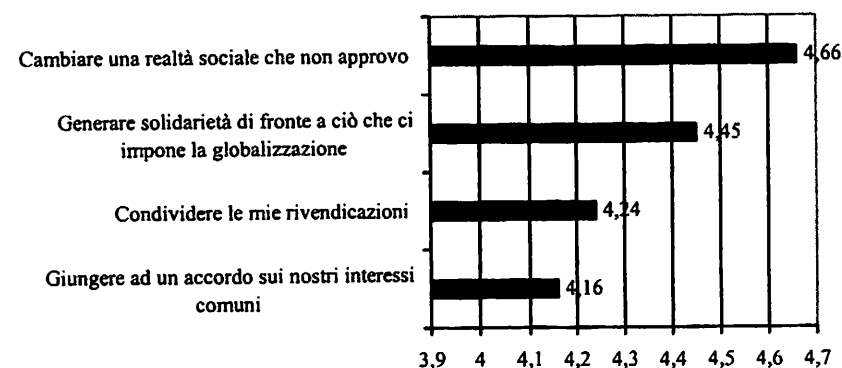 Cambiare una realtà sociale che non approvo
4,66
Generare solidarietà di fronte a ciò che ci
impone la globalizzazione
4,45
Condividere le mie rivendicazioni
4,24
Giungere ad un accordo sui nostri interessi
comuni
4,16
3,9 4 4,1 4,2 4,3 4,4 4,5 4,6 4,7